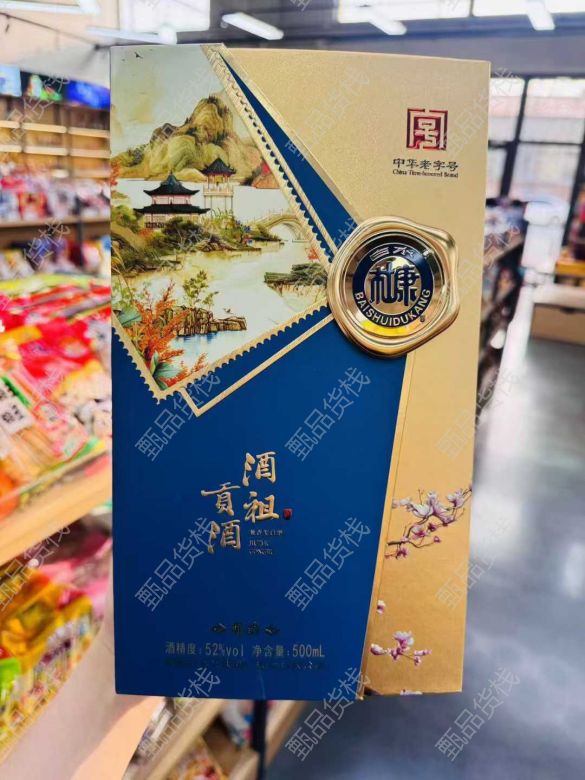 中华老字号
China Time-honored Brand
白水
杜康
BAISHUIDUKANG
酒祖
贡酒
酒精度：52%vol 净含量：500mL
甄品货栈